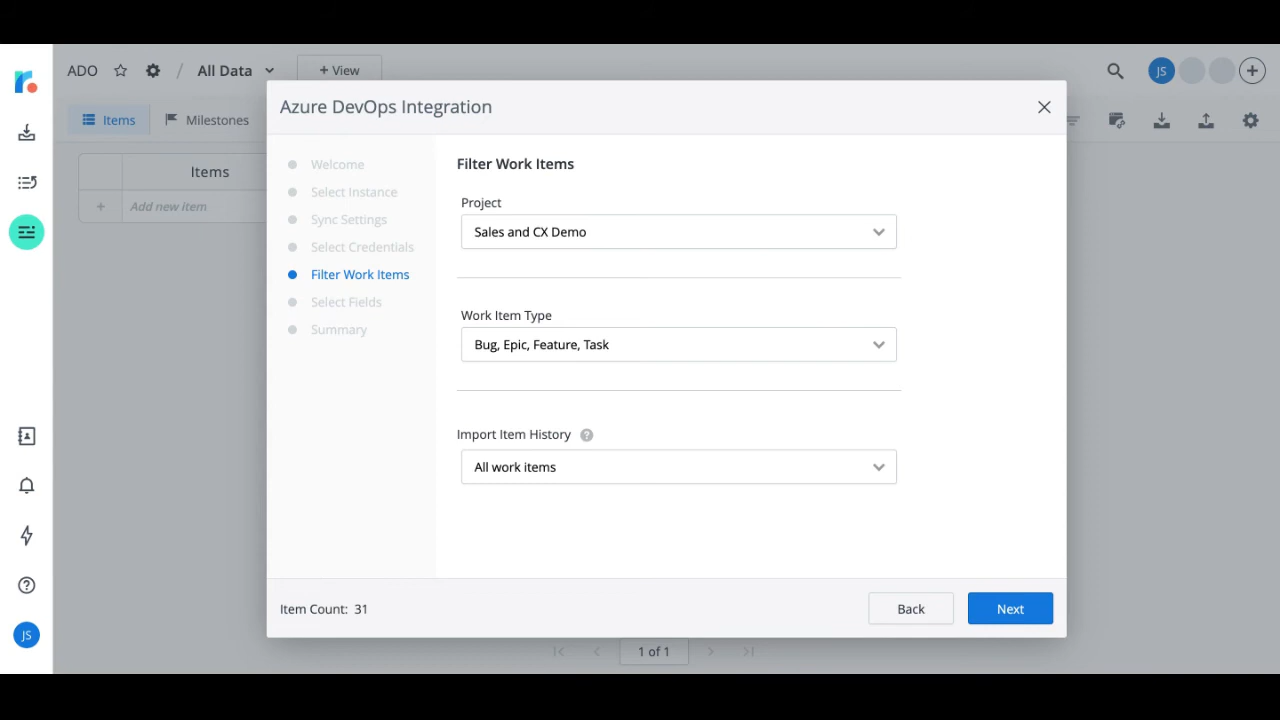 ADO / All Data + View
JS
Items Milestones
Items
+ Add new item
Azure DevOps Integration
Welcome
Select Instance
Sync Settings
Select Credentials
Filter Work Items
Select Fields
Summary
Filter Work Items
Project
Sales and CX Demo
Work Item Type
Bug, Epic, Feature, Task
Import Item History ?
All work items
Item Count: 31
Back
Next
1 of 1
JS